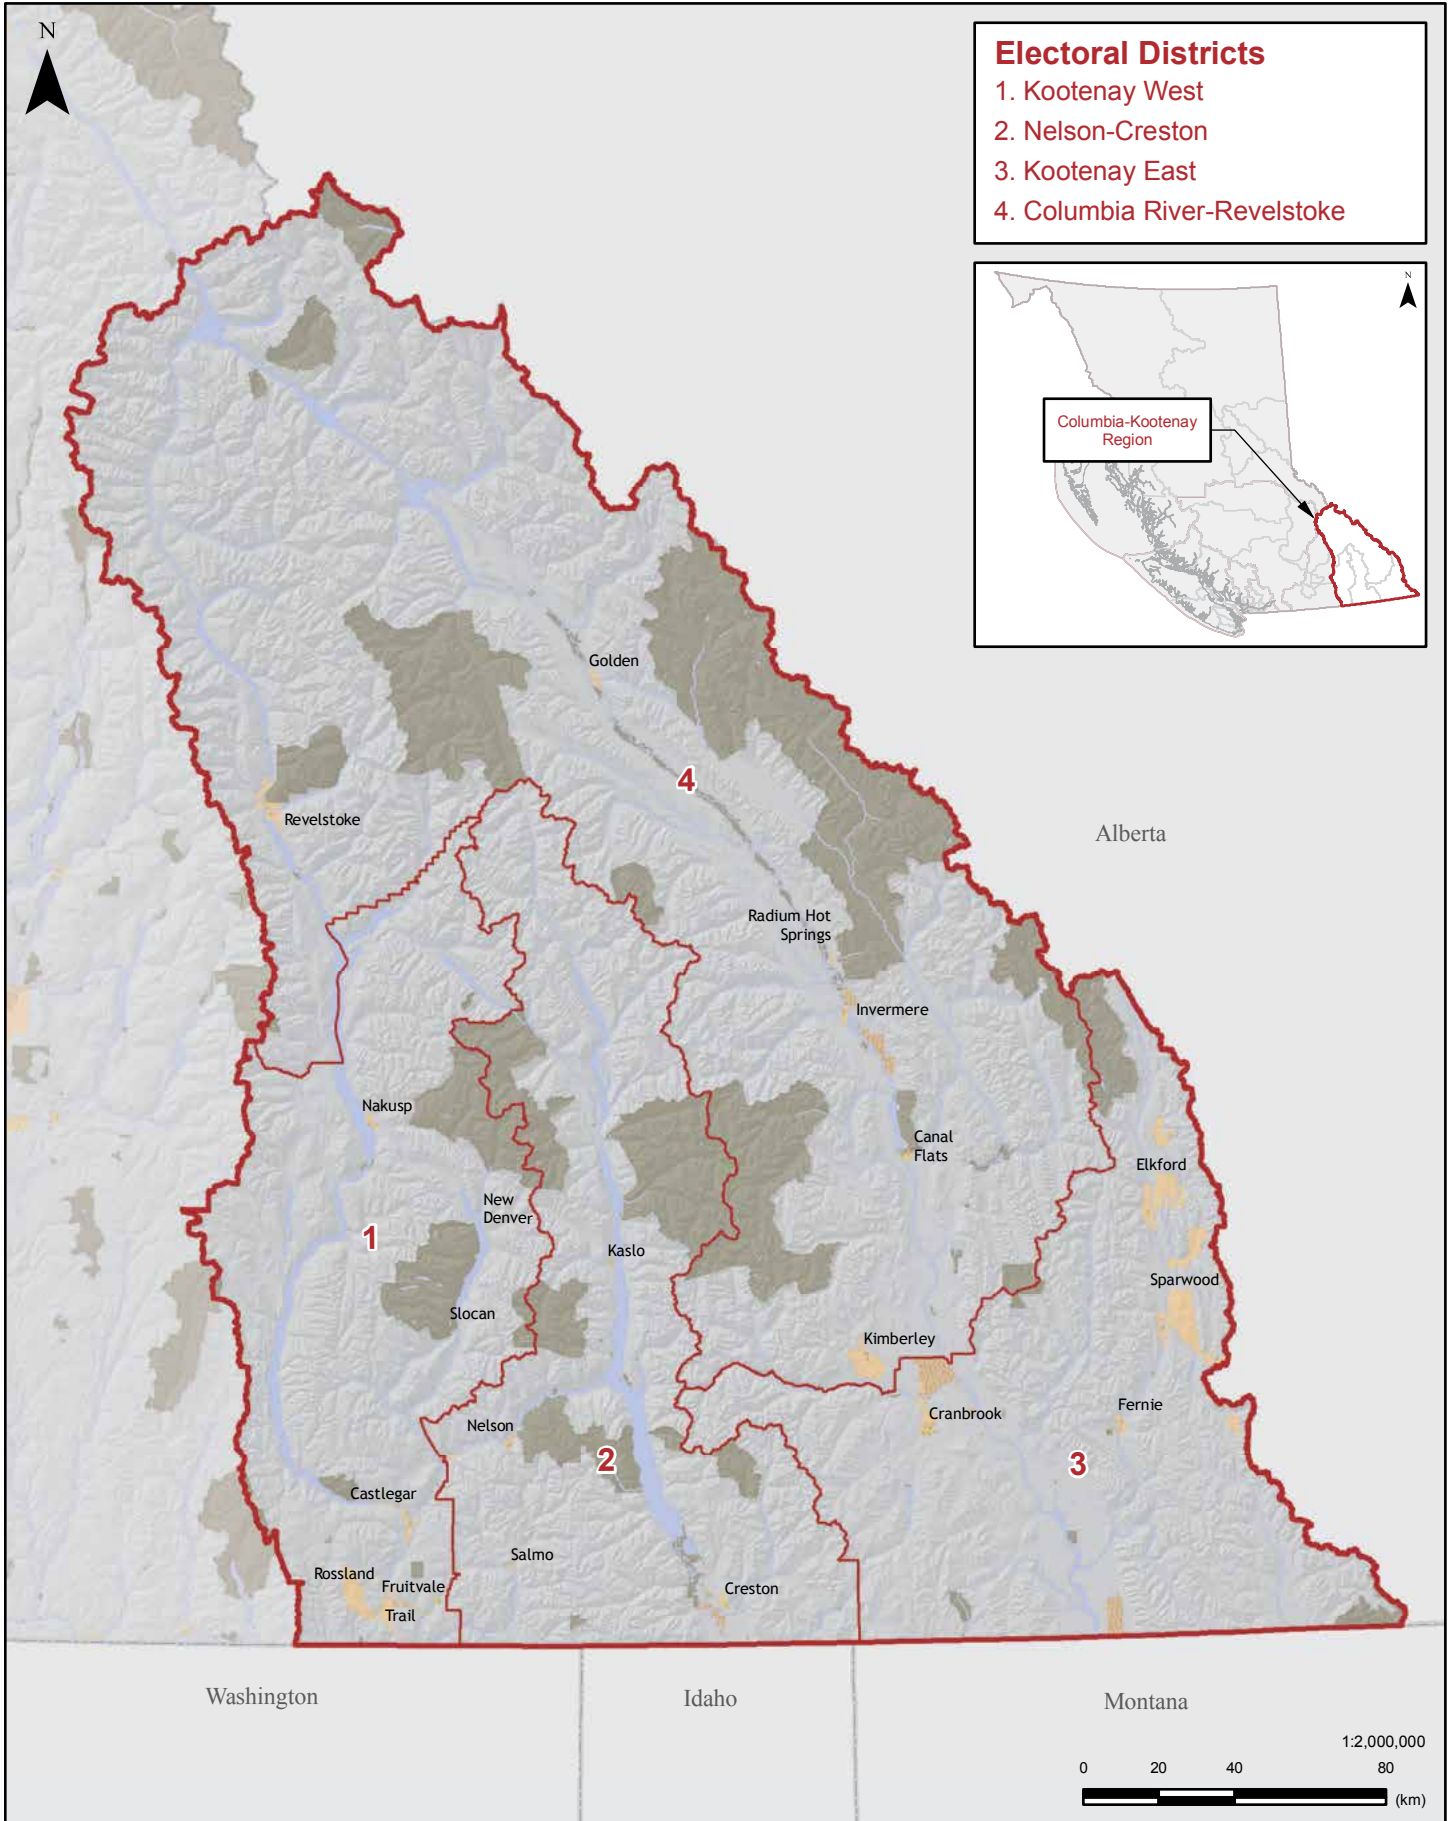 N
Electoral Districts
1. Kootenay West
2. Nelson-Creston
3. Kootenay East
4. Columbia River-Revelstoke
N
Columbia-Kootenay
Region
Golden
4
Revelstoke
Alberta
Radium Hot
Springs
Invermere
Nakusp
Canal
Flats
Elkford
New
Denver
1
Kaslo
Sparwood
Slocan
Kimberley
Fernie
Cranbrook
Nelson
2
3
Castlegar
Salmo
Rossland
Fruitvale
Creston
Trail
Washington
Idaho
Montana
1:2,000,000
0 20 40 80
(km)